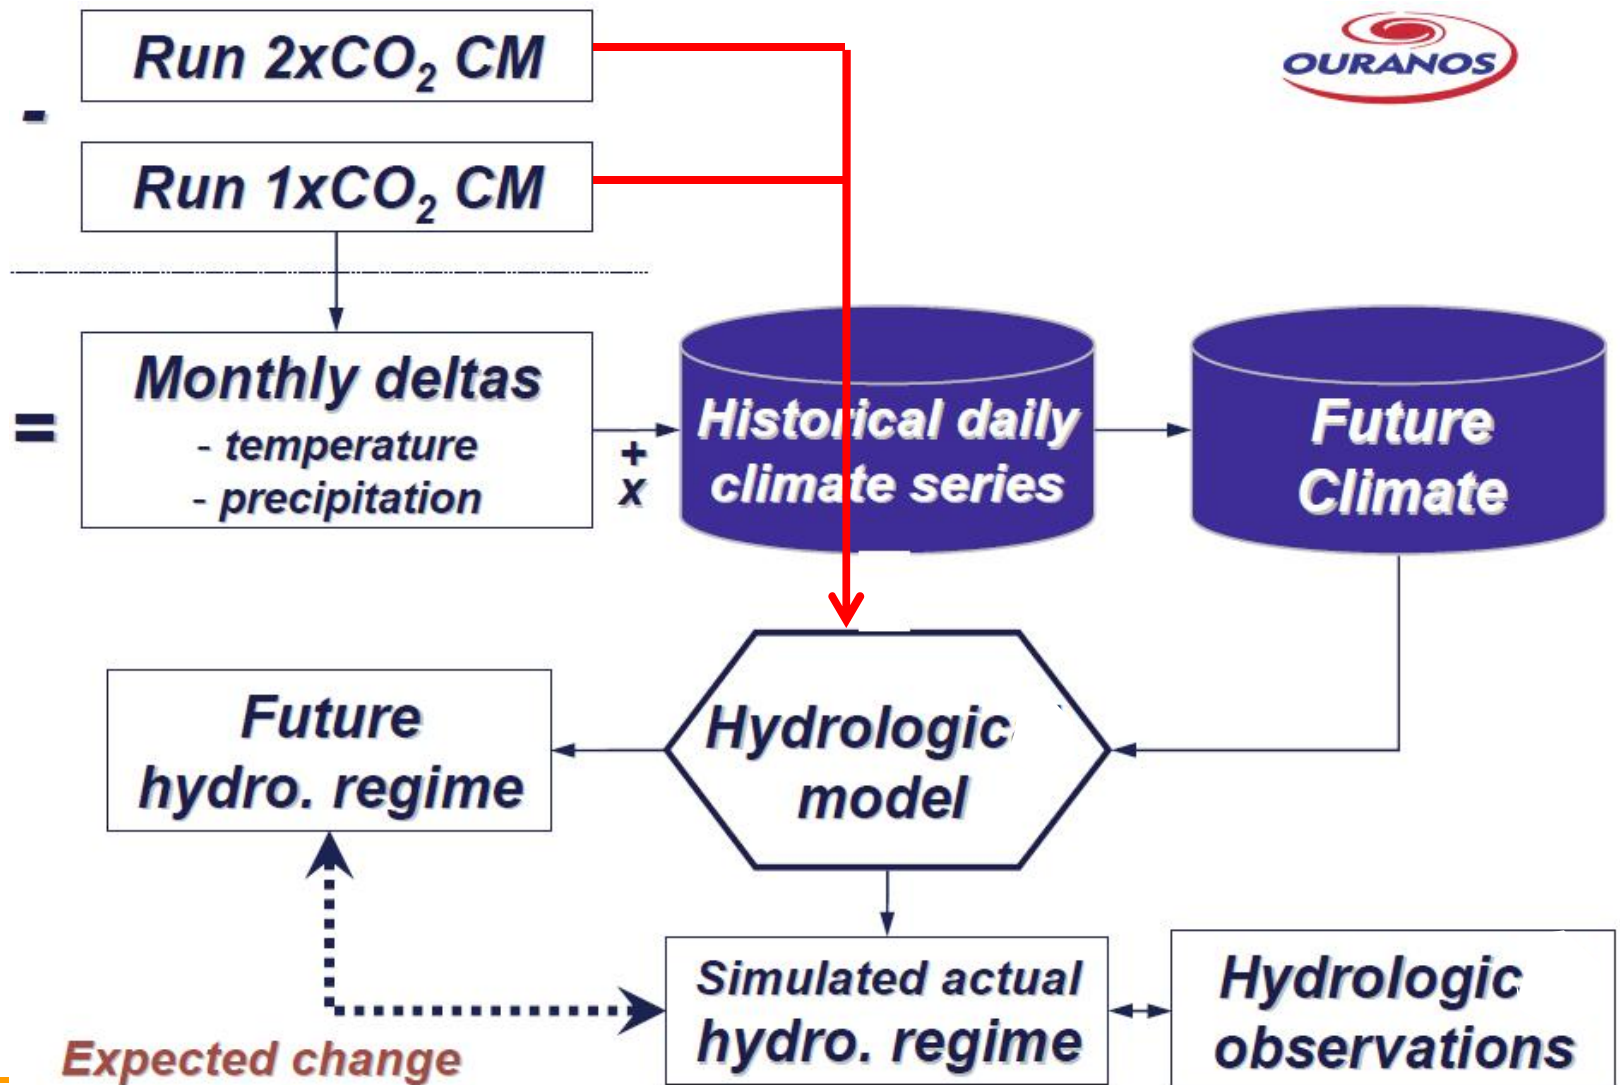 Run 2xCO₂ CM
OURANOS
-
Run 1xCO₂ CM
=
Monthly deltas
- temperature
- precipitation
+
x
Historical daily
climate series
Future
Climate
Future
hydro. regime
Hydrologic
model
Simulated actual
hydro. regime
Hydrologic
observations
Expected change